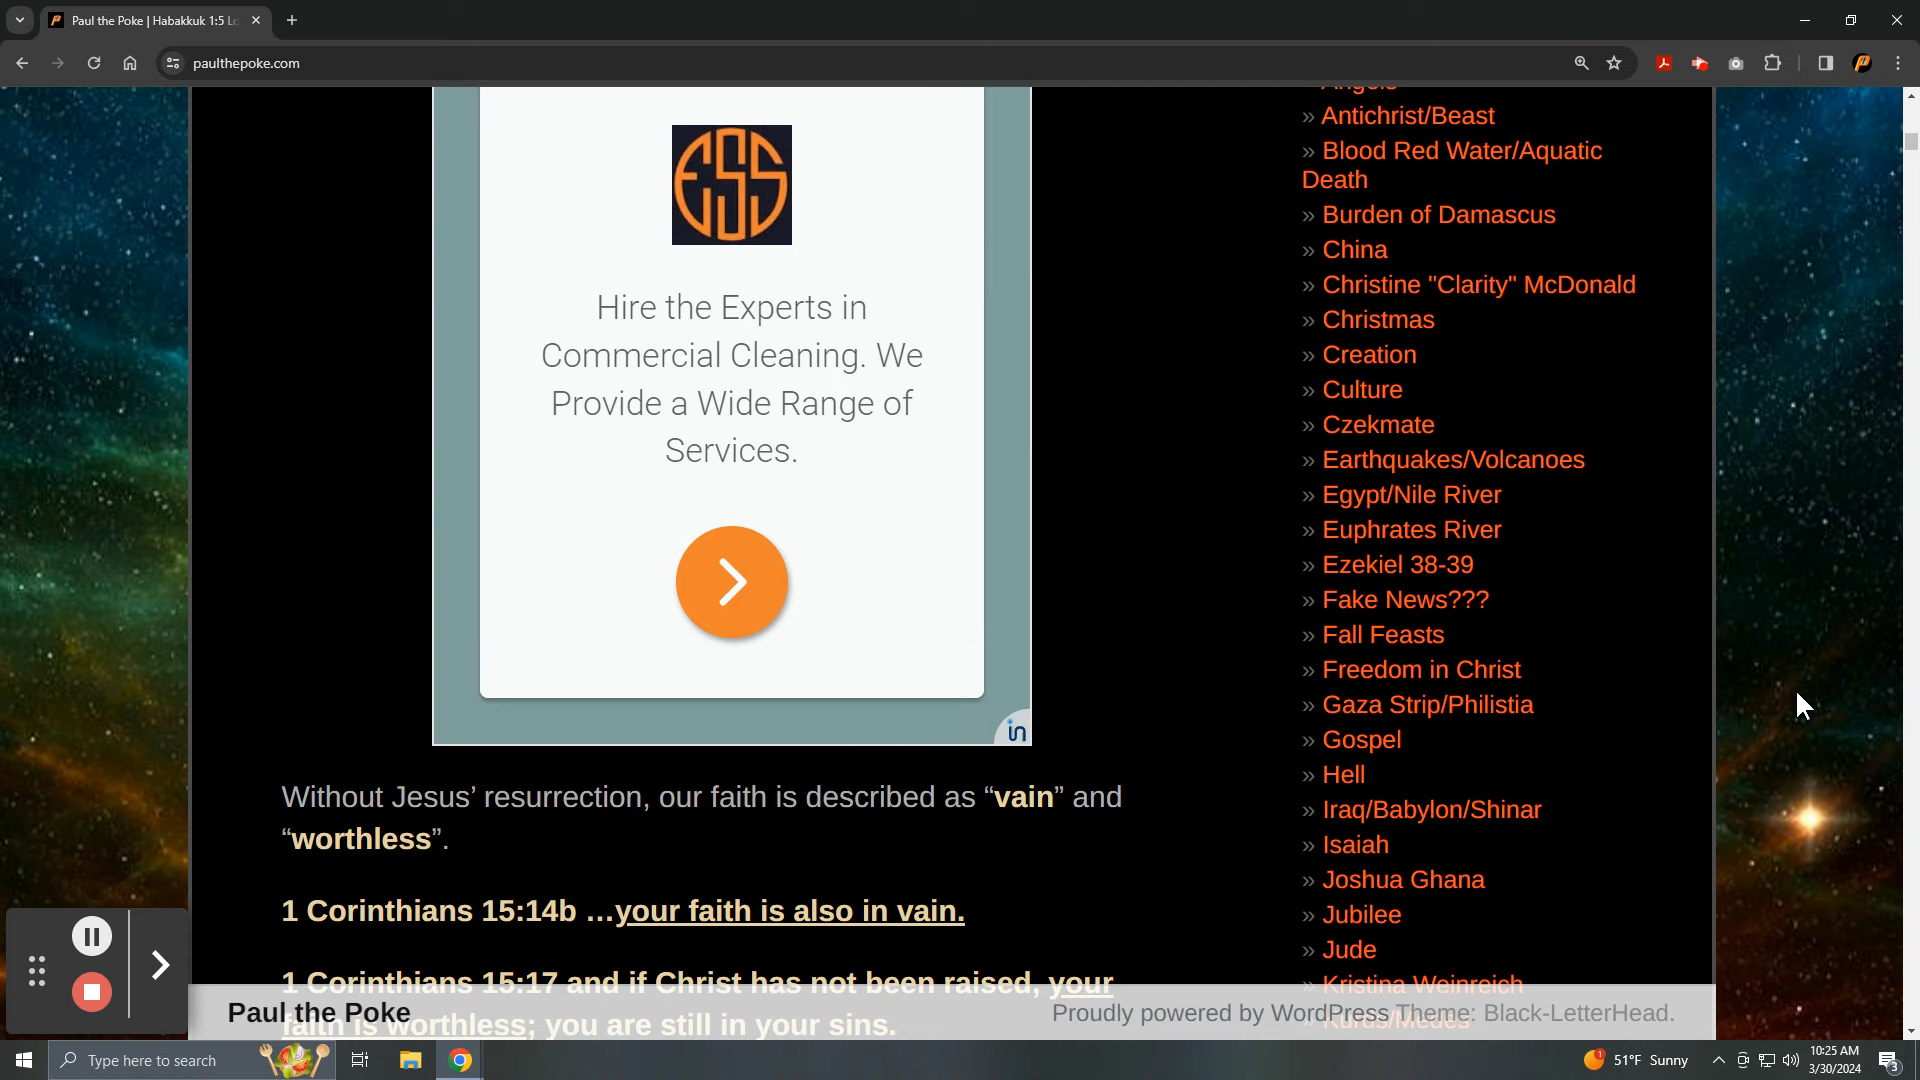 Paul the Poke | Habakkuk 1:5 Lo
paulthepoke.com
ESS
Hire the Experts in
Commercial Cleaning. We
Provide a Wide Range of
Services.
in
Without Jesus’ resurrection, our faith is described as “vain” and
“worthless”.
1 Corinthians 15:14b …your faith is also in vain.
1 Corinthians 15:17 and if Christ has not been raised, your
faith is worthless; you are still in your sins.
Angels
» Antichrist/Beast
» Blood Red Water/Aquatic
Death
» Burden of Damascus
» China
» Christine "Clarity" McDonald
» Christmas
» Creation
» Culture
» Czekmate
» Earthquakes/Volcanoes
» Egypt/Nile River
» Euphrates River
» Ezekiel 38-39
» Fake News???
» Fall Feasts
» Freedom in Christ
» Gaza Strip/Philistia
» Gospel
» Hell
» Iraq/Babylon/Shinar
» Isaiah
» Joshua Ghana
» Jubilee
» Jude
» Kristina Weinreich
» Kurds/Medes
Paul the Poke
Proudly powered by WordPress Theme: Black-LetterHead.
Type here to search
1
51°F Sunny
10:25 AM
3/30/2024
3